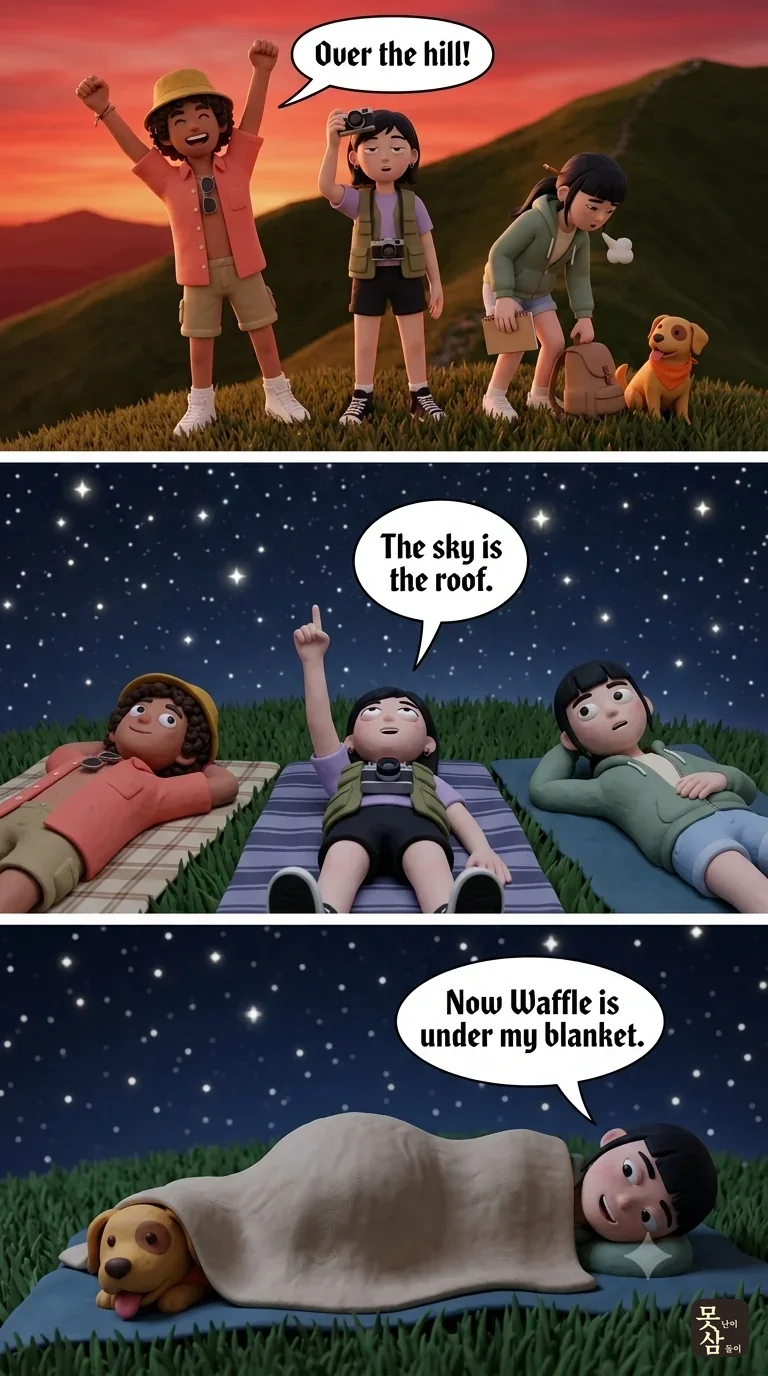 Over the hill!
The sky is
the roof.
Now Waffle is
under my blanket.
못난이
삼돌이